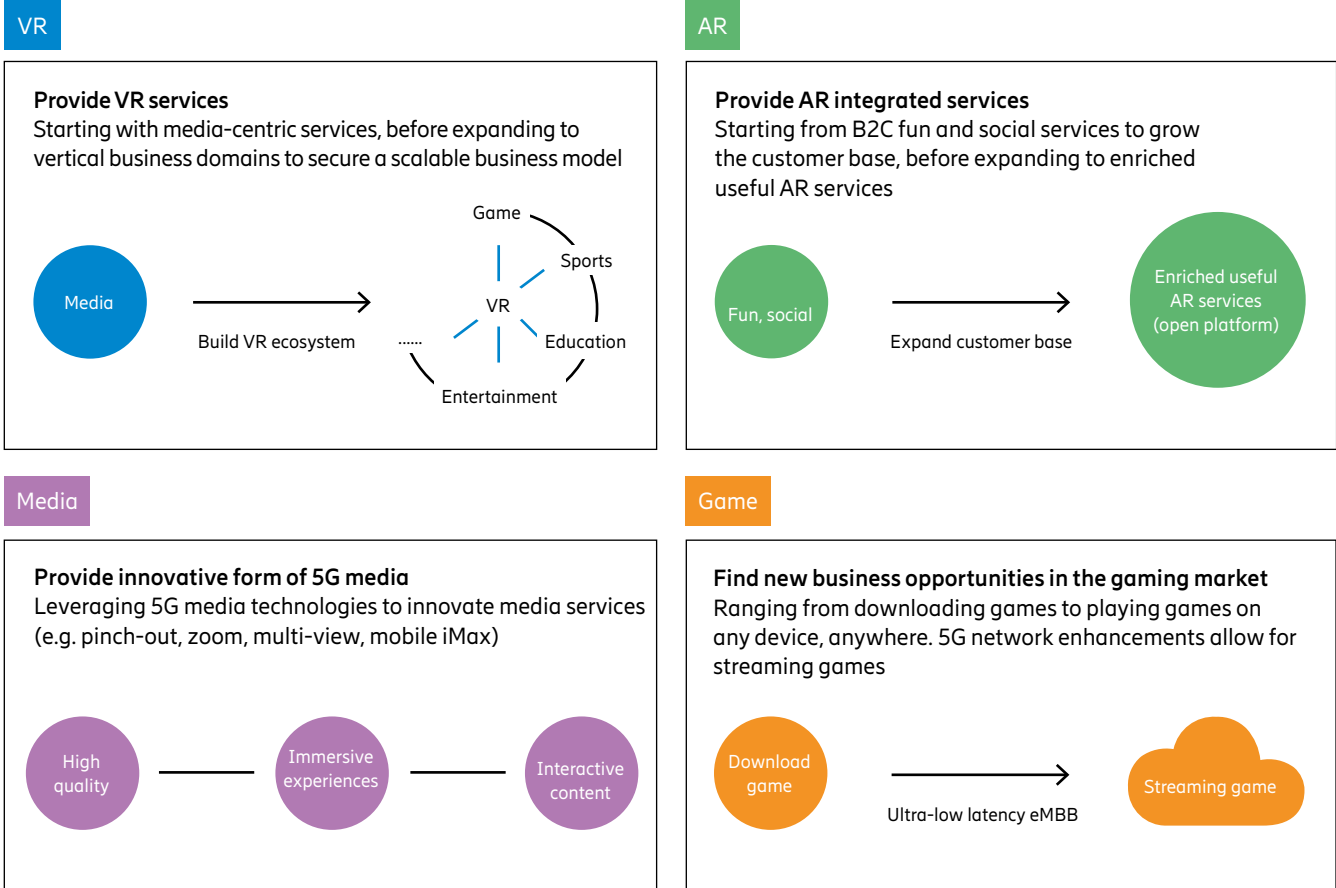 VR
Provide VR services
Starting with media-centric services, before expanding to
vertical business domains to secure a scalable business model
Media
Build VR ecosystem
Game
Sports
VR
Education
......
Entertainment
AR
Provide AR integrated services
Starting from B2C fun and social services to grow
the customer base, before expanding to enriched
useful AR services
Fun, social
Expand customer base
Enriched useful
AR services
(open platform)
Media
Provide innovative form of 5G media
Leveraging 5G media technologies to innovate media services
(e.g. pinch-out, zoom, multi-view, mobile iMax)
High
quality
Immersive
experiences
Interactive
content
Game
Find new business opportunities in the gaming market
Ranging from downloading games to playing games on
any device, anywhere. 5G network enhancements allow for
streaming games
Download
game
Ultra-low latency eMBB
Streaming game